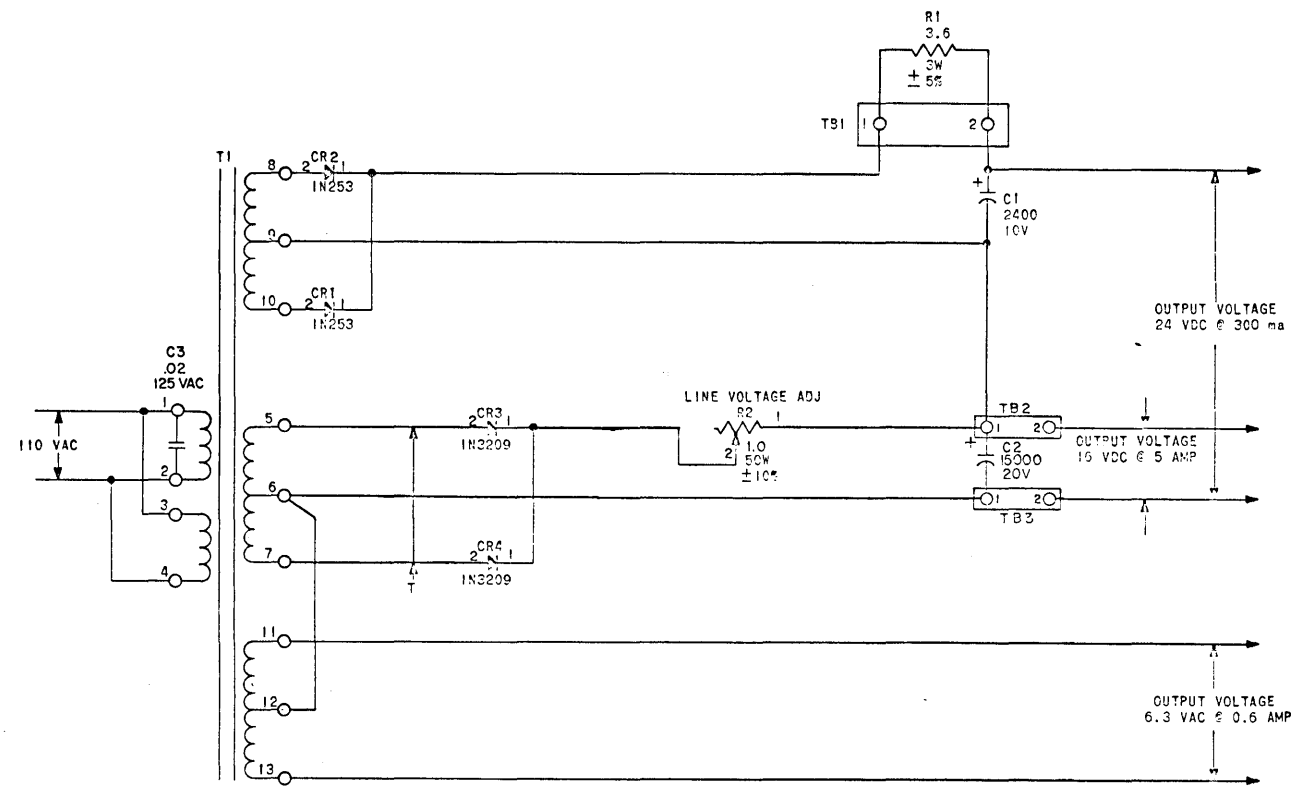 R1
3.6
3W
± 5%
TB1 1 2
T1
8 2 CR2 1
1N253
+
C1
2400
10V
9
10 2 CR1 1
1N253
OUTPUT VOLTAGE
24 VDC @ 300 ma
C3
.02
125 VAC
1
110 VAC
2
3
4
5 2 CR3 1
1N3209
LINE VOLTAGE ADJ
R2 1
2 1.0
50W
±10%
TB2
1 2
+
C2
15000
20V
OUTPUT VOLTAGE
16 VDC @ 5 AMP
6
1 2
TB3
7 2 CR4 1
1N3209
T
11
12
13
OUTPUT VOLTAGE
6.3 VAC @ 0.6 AMP